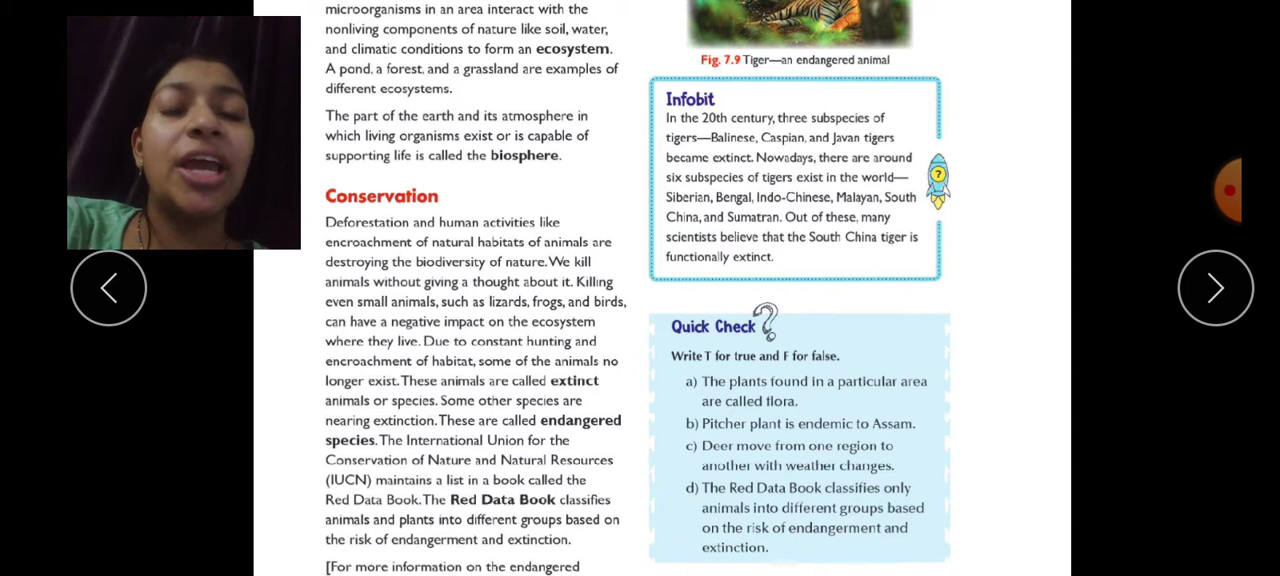 microorganisms in an area interact with the
nonliving components of nature like soil, water,
and climatic conditions to form an ecosystem.
A pond, a forest, and a grassland are examples of
different ecosystems.
The part of the earth and its atmosphere in
which living organisms exist or is capable of
supporting life is called the biosphere.
Conservation
Deforestation and human activities like
encroachment of natural habitats of animals are
destroying the biodiversity of nature. We kill
animals without giving a thought about it. Killing
even small animals, such as lizards, frogs, and birds,
can have a negative impact on the ecosystem
where they live. Due to constant hunting and
encroachment of habitat, some of the animals no
longer exist. These animals are called extinct
animals or species. Some other species are
nearing extinction. These are called endangered
species. The International Union for the
Conservation of Nature and Natural Resources
(IUCN) maintains a list in a book called the
Red Data Book. The Red Data Book classifies
animals and plants into different groups based on
the risk of endangerment and extinction.
[For more information on the endangered
Fig. 7.9 Tiger—an endangered animal
Infobit
In the 20th century, three subspecies of
tigers—Balinese, Caspian, and Javan tigers
became extinct. Nowadays, there are around
six subspecies of tigers exist in the world—
Siberian, Bengal, Indo-Chinese, Malayan, South
China, and Sumatran. Out of these, many
scientists believe that the South China tiger is
functionally extinct.
?
Quick Check ?
Write T for true and F for false.
a) The plants found in a particular area
are called flora.
b) Pitcher plant is endemic to Assam.
c) Deer move from one region to
another with weather changes.
d) The Red Data Book classifies only
animals into different groups based
on the risk of endangerment and
extinction.